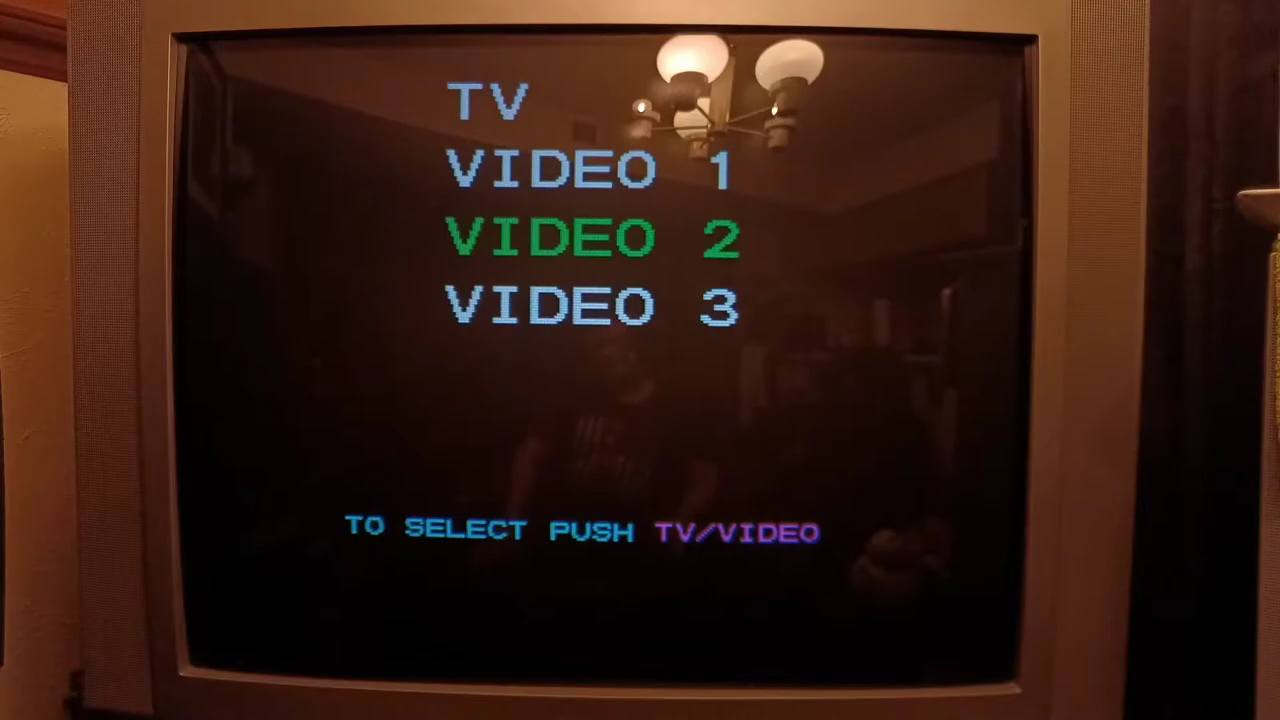 TV
VIDEO 1
VIDEO 2
VIDEO 3
TO SELECT PUSH TV/VIDEO